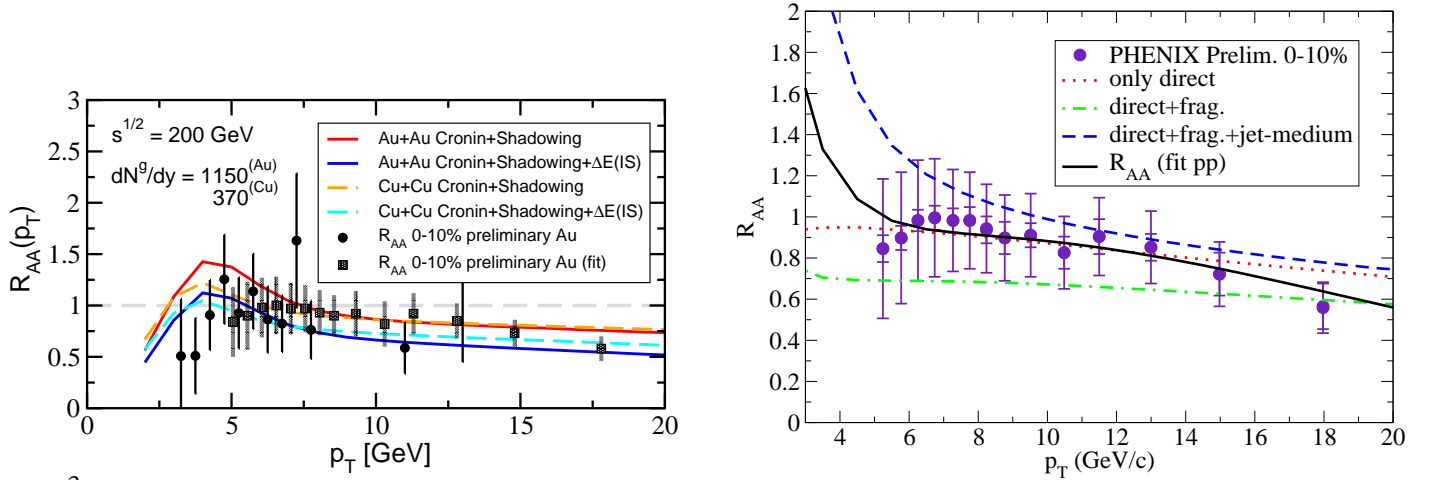 3
2.5
2
1.5
1
0.5
0
0
5
10
15
20
R_AA(p_T)
p_T [GeV]
s^1/2 = 200 GeV
dN^g/dy = 1150^(Au)
370^(Cu)
Au+Au Cronin+Shadowing
Au+Au Cronin+Shadowing+ΔE(IS)
Cu+Cu Cronin+Shadowing
Cu+Cu Cronin+Shadowing+ΔE(IS)
R_AA 0-10% preliminary Au
R_AA 0-10% preliminary Au (fit)
2
1.8
1.6
1.4
1.2
1
0.8
0.6
0.4
0.2
0
4
6
8
10
12
14
16
18
20
R_AA
p_T (GeV/c)
PHENIX Prelim. 0-10%
only direct
direct+frag.
direct+frag.+jet-medium
R_AA (fit pp)